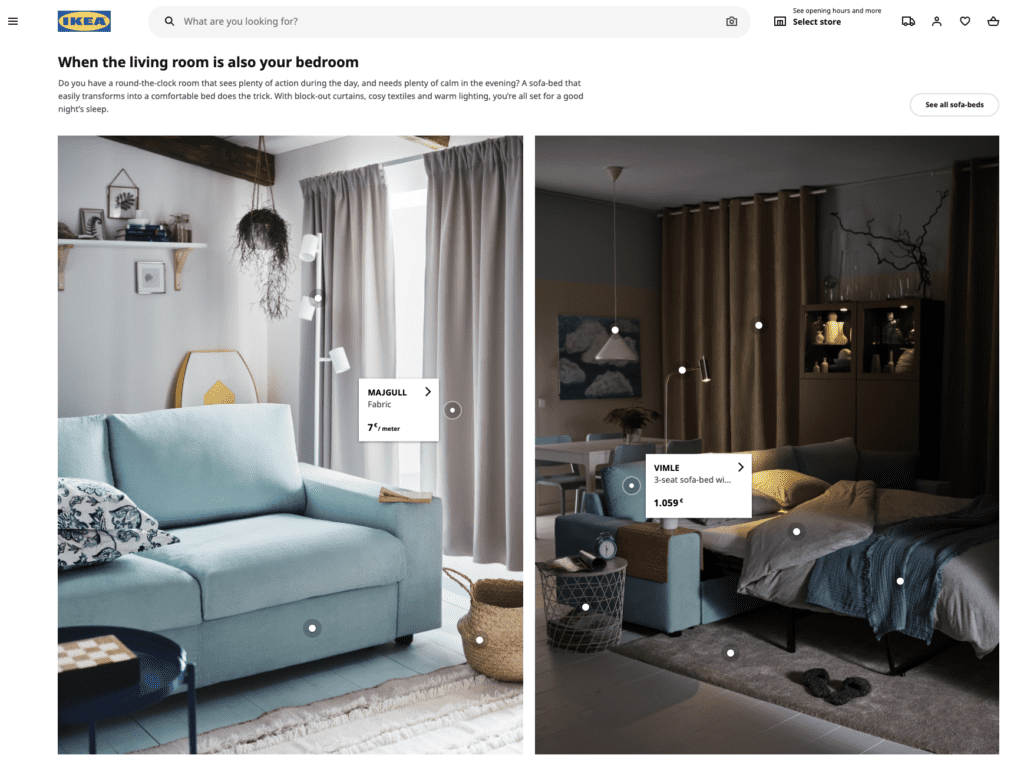 IKEA
What are you looking for?
See opening hours and more
Select store
When the living room is also your bedroom
Do you have a round-the-clock room that sees plenty of action during the day, and needs plenty of calm in the evening? A sofa-bed that
easily transforms into a comfortable bed does the trick. With block-out curtains, cosy textiles and warm lighting, you’re all set for a good
night’s sleep.
See all sofa-beds
MAJGULL
Fabric
7€/ meter
VIMLE
3-seat sofa-bed wi...
1.059€